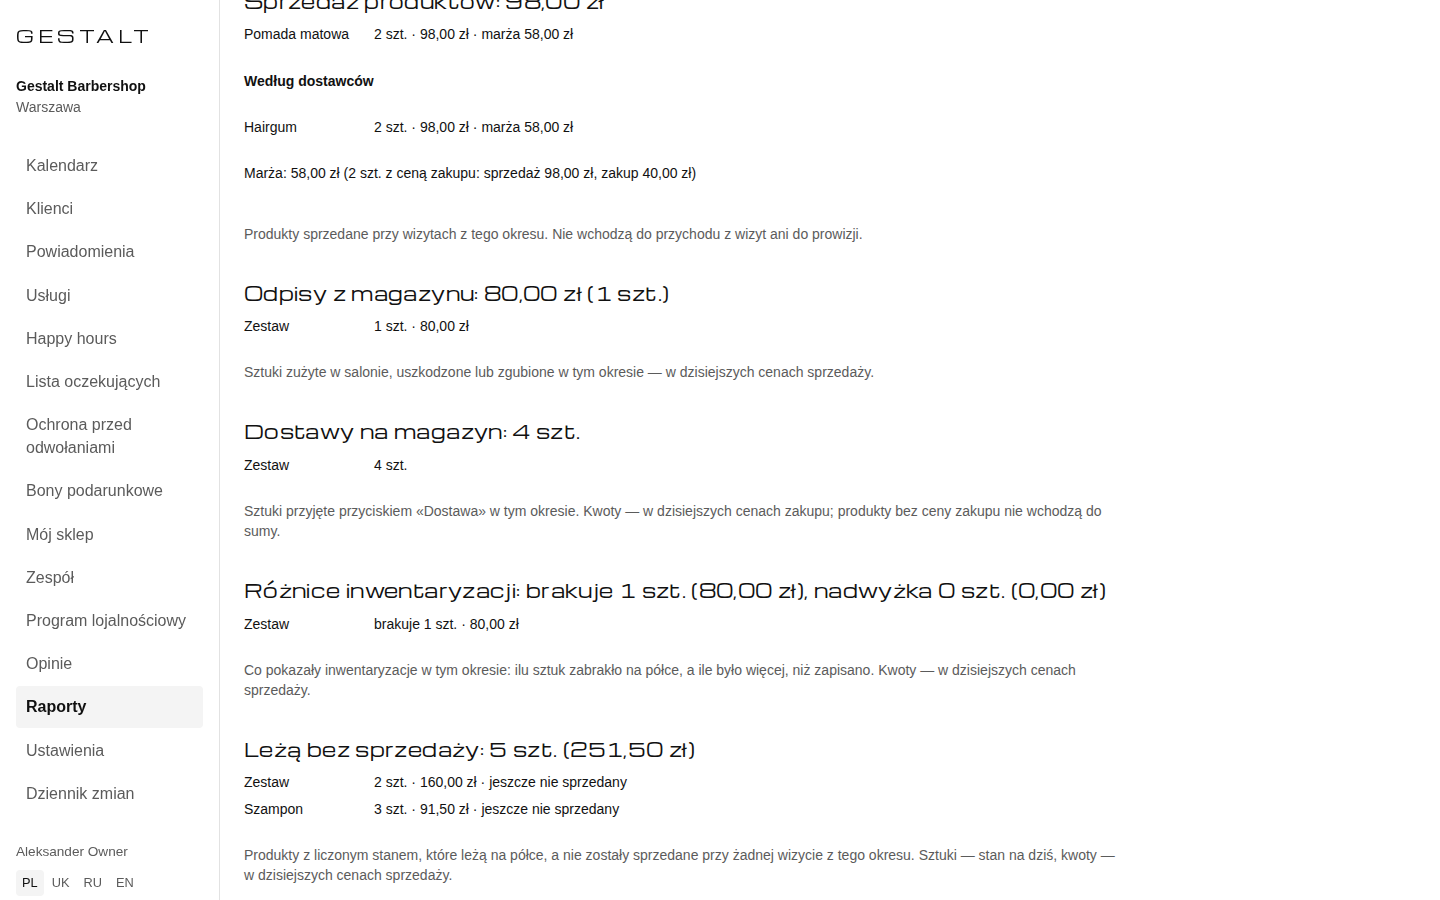 GESTALT
Gestalt Barbershop
Warszawa
Kalendarz
Klienci
Powiadomienia
Usługi
Happy hours
Lista oczekujących
Ochrona przed
odwołaniami
Bony podarunkowe
Mój sklep
Zespół
Program lojalnościowy
Opinie
Raporty
Ustawienia
Dziennik zmian
Aleksander Owner
PL UK RU EN
Sprzedaż produktów: 98,00 zł
Pomada matowa 2 szt. · 98,00 zł · marża 58,00 zł
Według dostawców
Hairgum 2 szt. · 98,00 zł · marża 58,00 zł
Marża: 58,00 zł (2 szt. z ceną zakupu: sprzedaż 98,00 zł, zakup 40,00 zł)
Produkty sprzedane przy wizytach z tego okresu. Nie wchodzą do przychodu z wizyt ani do prowizji.
Odpisy z magazynu: 80,00 zł (1 szt.)
Zestaw 1 szt. · 80,00 zł
Sztuki zużyte w salonie, uszkodzone lub zgubione w tym okresie — w dzisiejszych cenach sprzedaży.
Dostawy na magazyn: 4 szt.
Zestaw 4 szt.
Sztuki przyjęte przyciskiem «Dostawa» w tym okresie. Kwoty — w dzisiejszych cenach zakupu; produkty bez ceny zakupu nie wchodzą do
sumy.
Różnice inwentaryzacji: brakuje 1 szt. (80,00 zł), nadwyżka 0 szt. (0,00 zł)
Zestaw brakuje 1 szt. · 80,00 zł
Co pokazały inwentaryzacje w tym okresie: ilu sztuk zabrakło na półce, a ile było więcej, niż zapisano. Kwoty — w dzisiejszych cenach
sprzedaży.
Leżą bez sprzedaży: 5 szt. (251,50 zł)
Zestaw 2 szt. · 160,00 zł · jeszcze nie sprzedany
Szampon 3 szt. · 91,50 zł · jeszcze nie sprzedany
Produkty z liczonym stanem, które leżą na półce, a nie zostały sprzedane przy żadnej wizycie z tego okresu. Sztuki — stan na dziś, kwoty —
w dzisiejszych cenach sprzedaży.